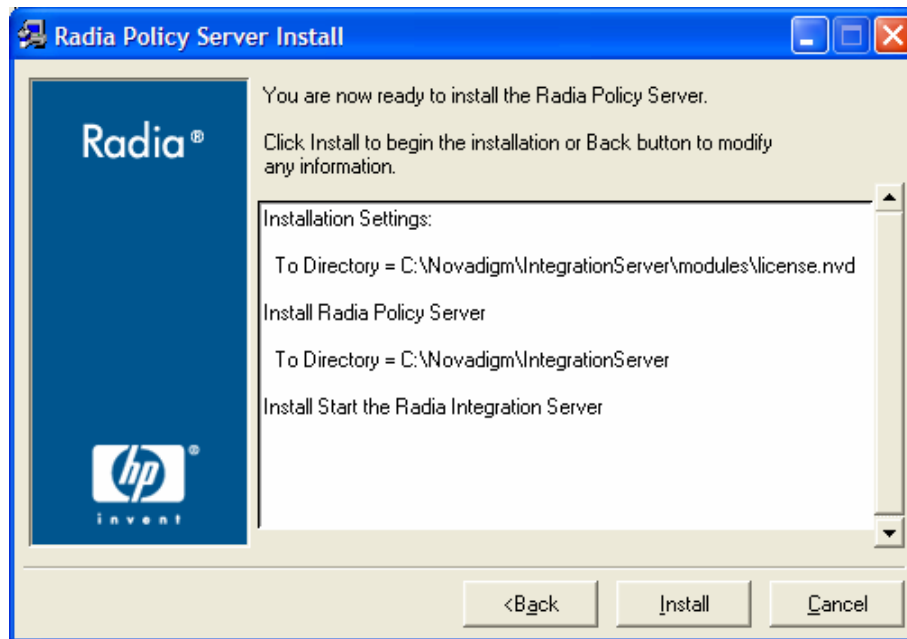 Radia Policy Server Install
Radia®
You are now ready to install the Radia Policy Server.
Click Install to begin the installation or Back button to modify
any information.
Installation Settings:
To Directory = C:\Novadigm\IntegrationServer\modules\license.nvd
Install Radia Policy Server
To Directory = C:\Novadigm\IntegrationServer
Install Start the Radia Integration Server
hp®
invent
<Back
Install
Cancel